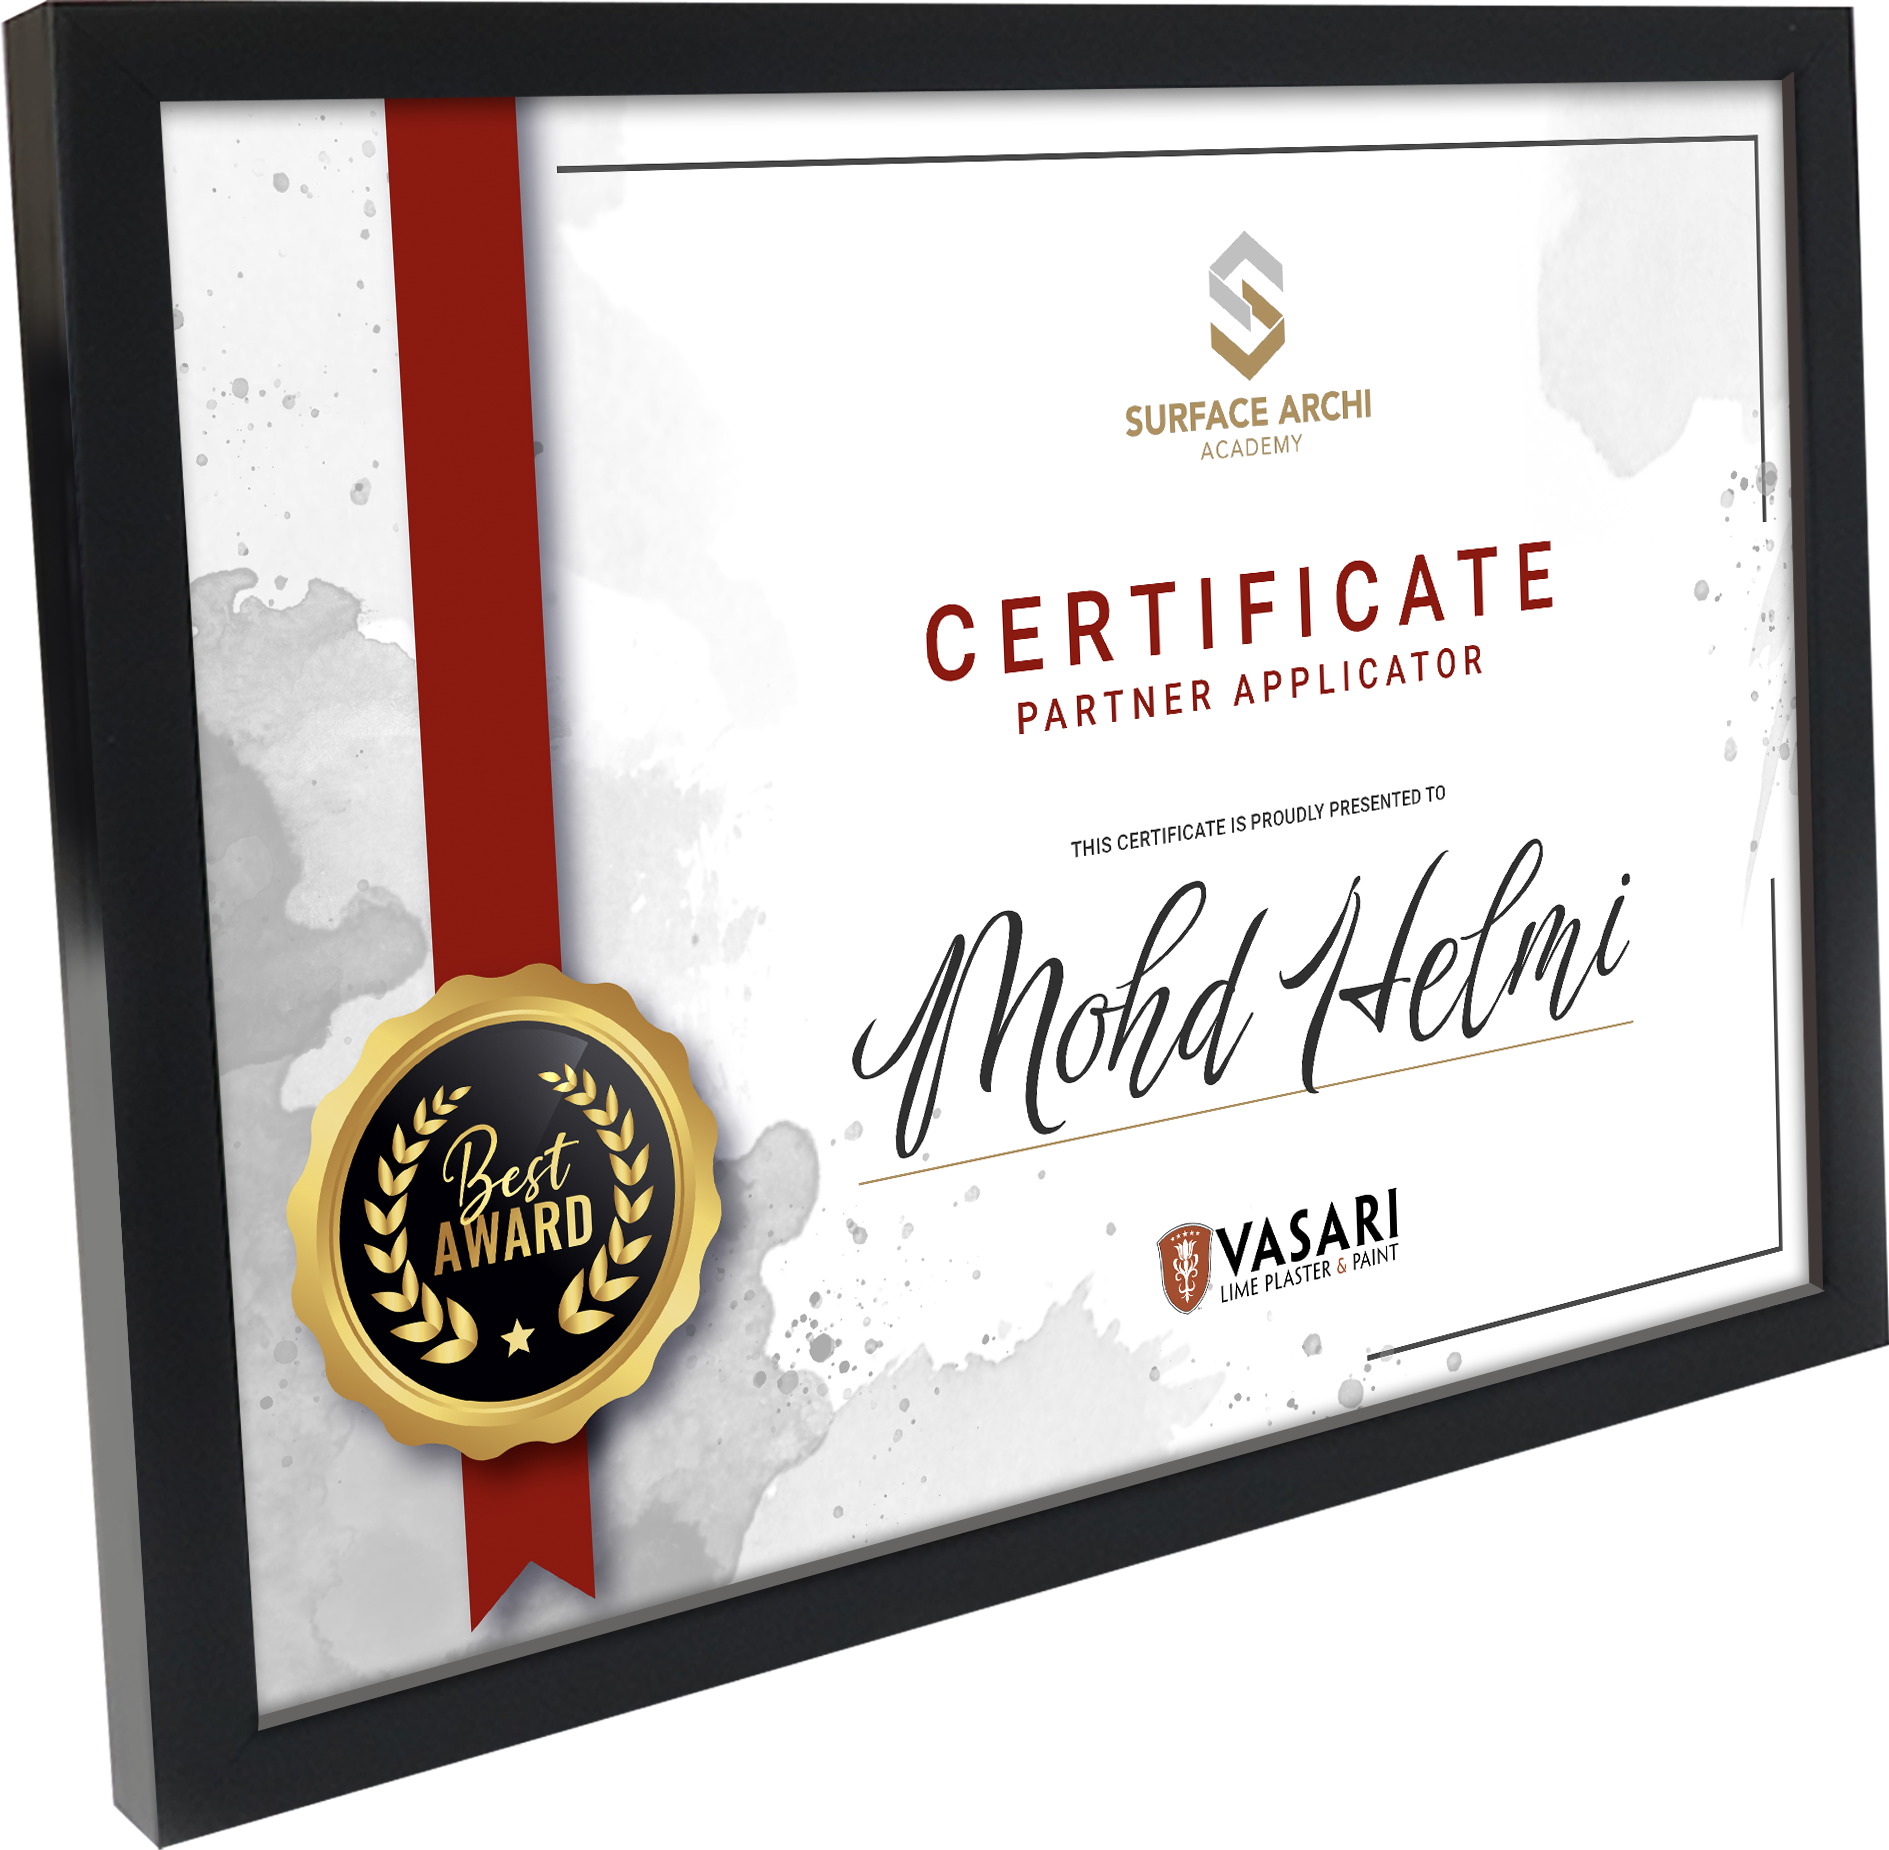 SURFACE ARCHI
ACADEMY
CERTIFICATE
PARTNER APPLICATOR
THIS CERTIFICATE IS PROUDLY PRESENTED TO
Mohd Helmi
Best
AWARD
VASARI
LIME PLASTER & PAINT